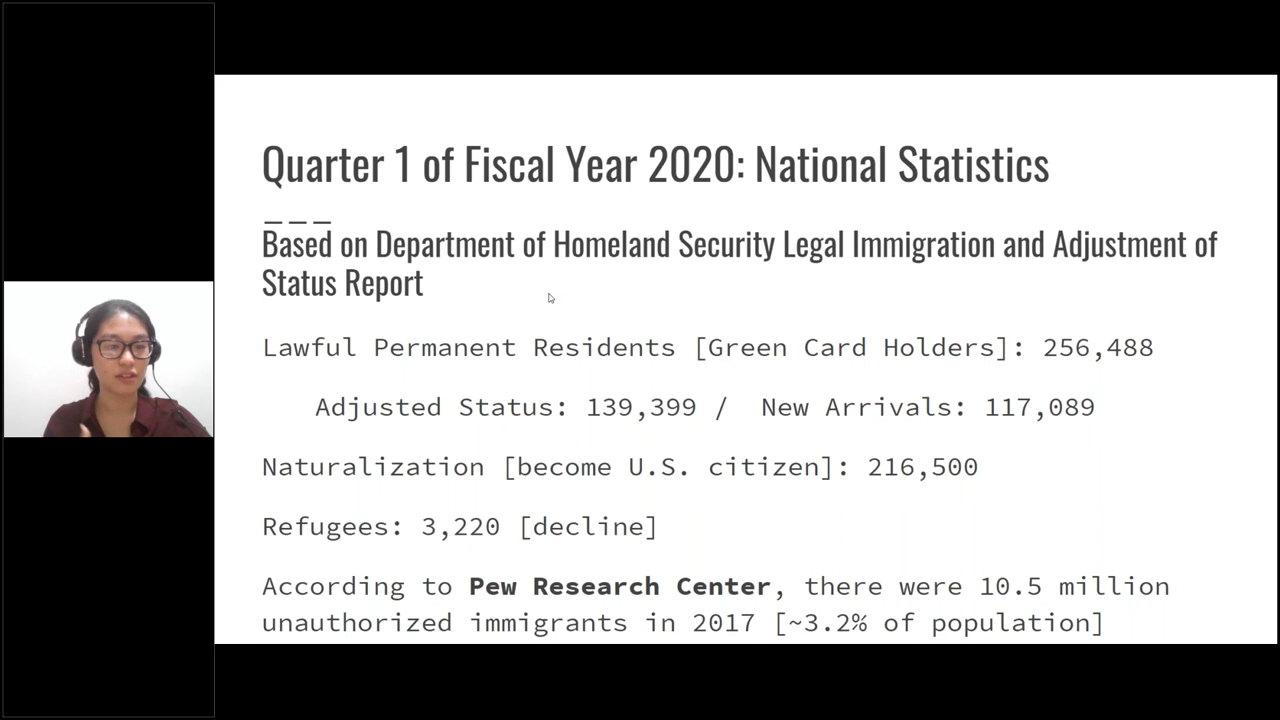 Quarter 1 of Fiscal Year 2020: National Statistics
Based on Department of Homeland Security Legal Immigration and Adjustment of
Status Report
Lawful Permanent Residents [Green Card Holders]: 256,488
Adjusted Status: 139,399 / New Arrivals: 117,089
Naturalization [become U.S. citizen]: 216,500
Refugees: 3,220 [decline]
According to Pew Research Center, there were 10.5 million
unauthorized immigrants in 2017 [~3.2% of population]